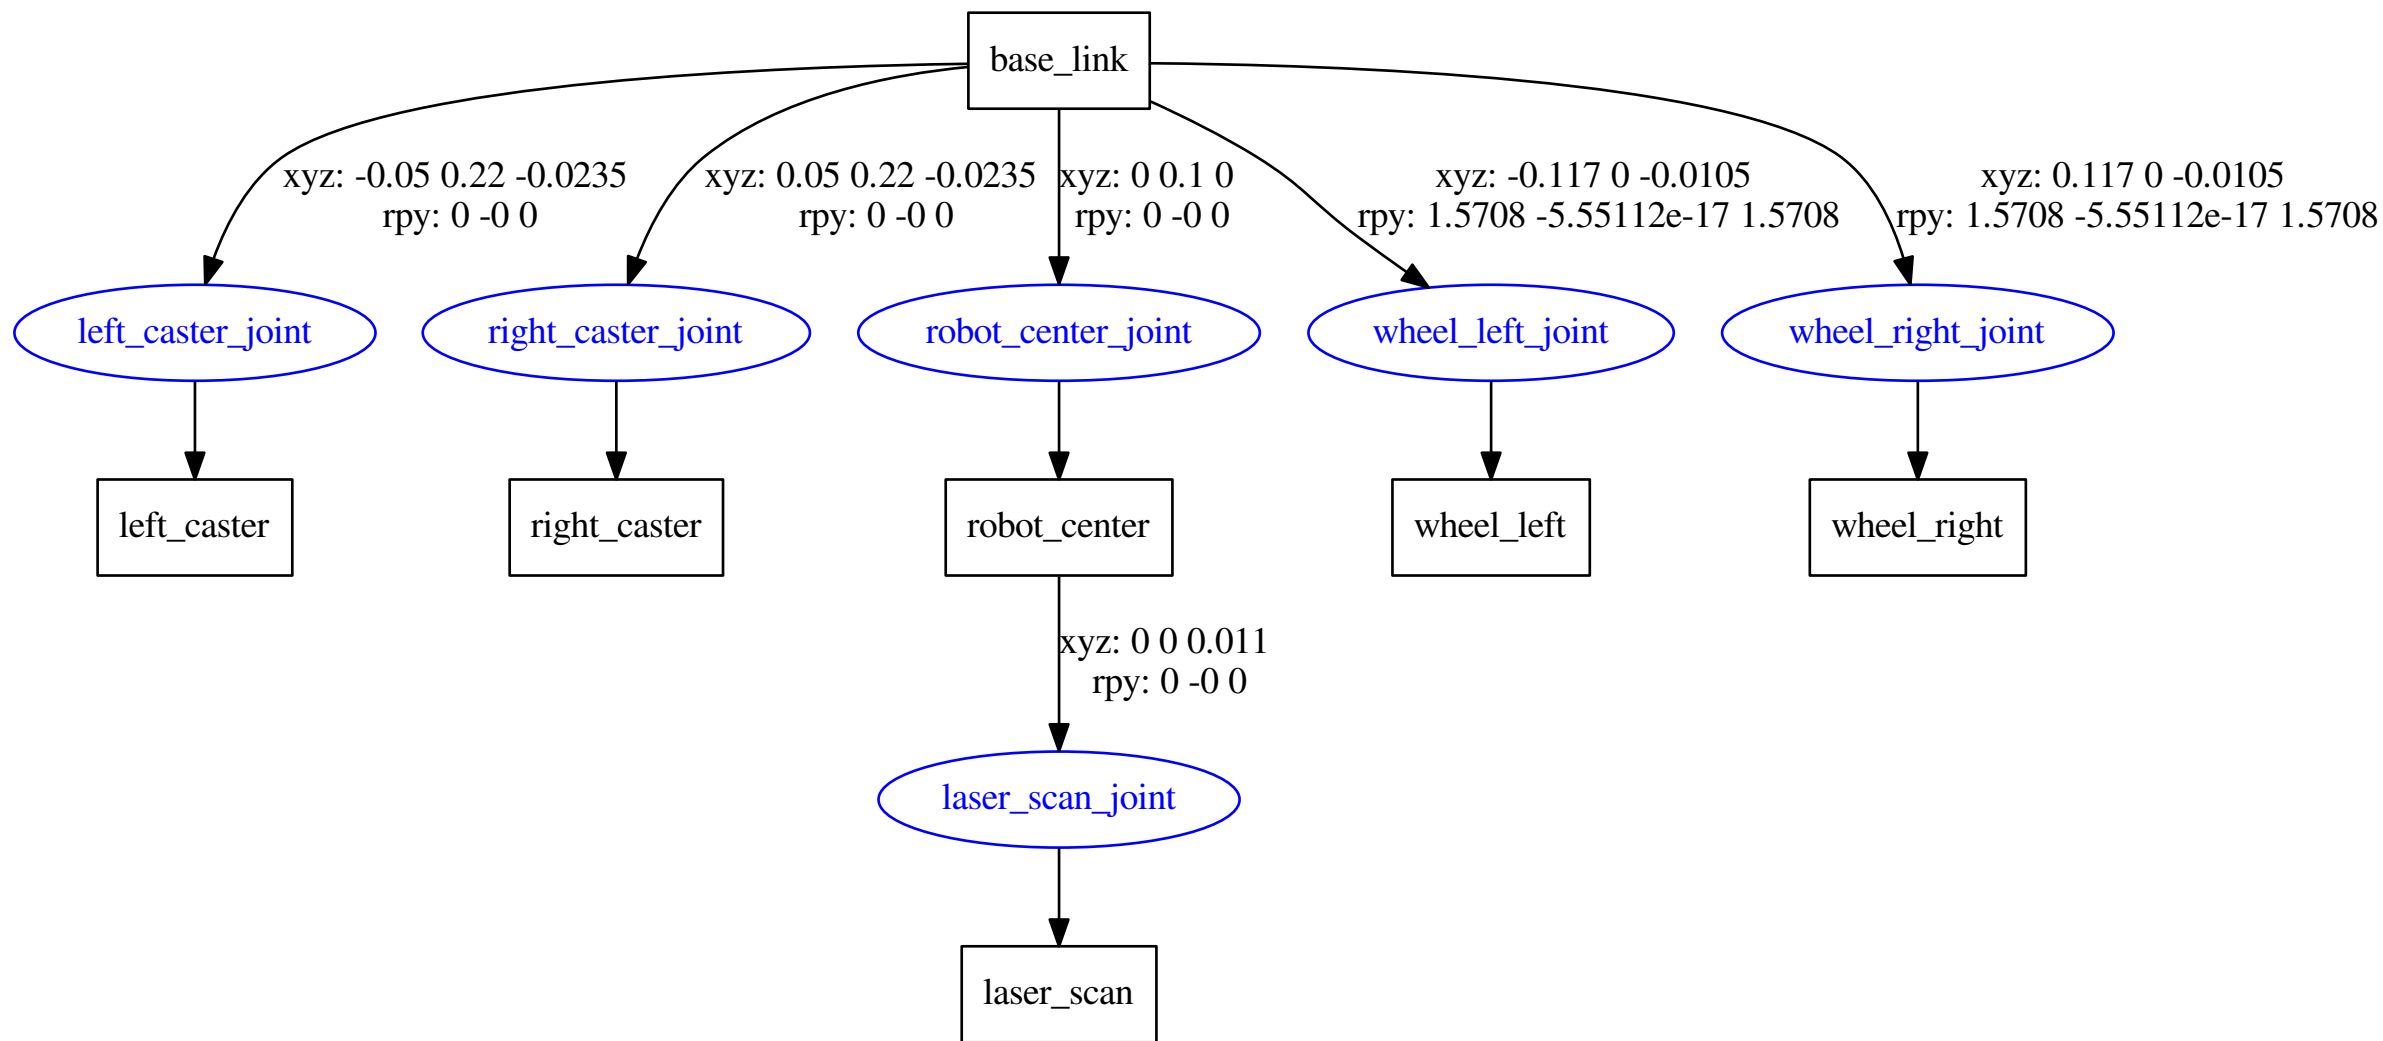 base_link
xyz: -0.05 0.22 -0.0235
rpy: 0 -0 0
xyz: 0.05 0.22 -0.0235
rpy: 0 -0 0
xyz: 0 0.1 0
rpy: 0 -0 0
xyz: -0.117 0 -0.0105
rpy: 1.5708 -5.55112e-17 1.5708
xyz: 0.117 0 -0.0105
rpy: 1.5708 -5.55112e-17 1.5708
left_caster_joint
right_caster_joint
robot_center_joint
wheel_left_joint
wheel_right_joint
left_caster
right_caster
robot_center
wheel_left
wheel_right
xyz: 0 0 0.011
rpy: 0 -0 0
laser_scan_joint
laser_scan